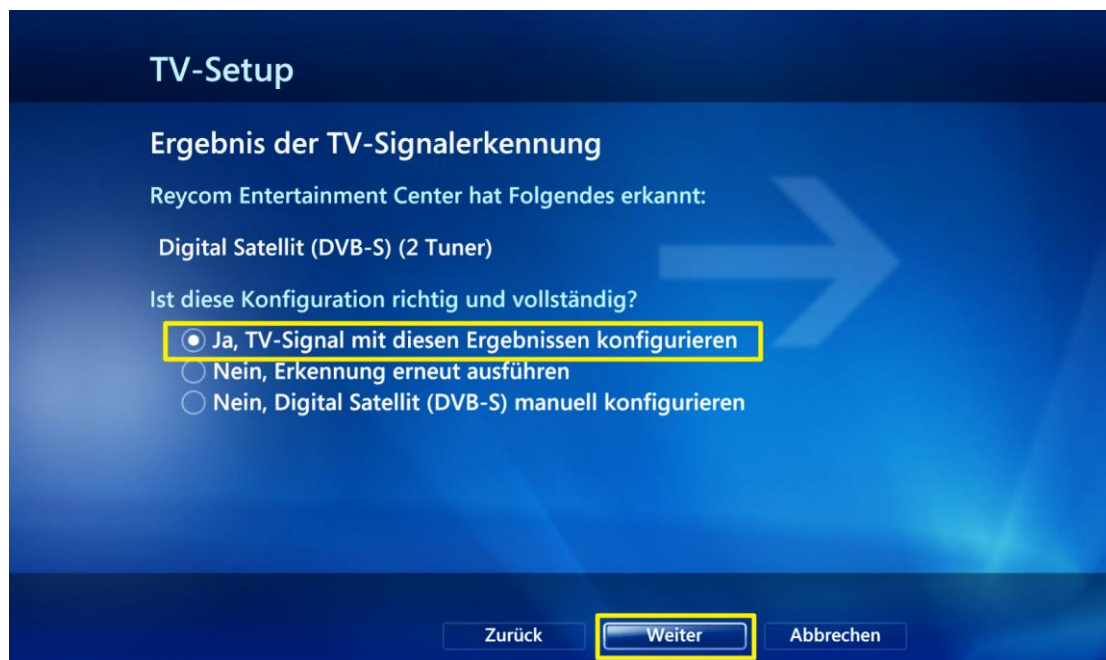 TV-Setup
Ergebnis der TV-Signalerkennung
Reycom Entertainment Center hat Folgendes erkannt:
Digital Satellit (DVB-S) (2 Tuner)
Ist diese Konfiguration richtig und vollständig?
Ja, TV-Signal mit diesen Ergebnissen konfigurieren
Nein, Erkennung erneut ausführen
Nein, Digital Satellit (DVB-S) manuell konfigurieren
Zurück Weiter Abbrechen